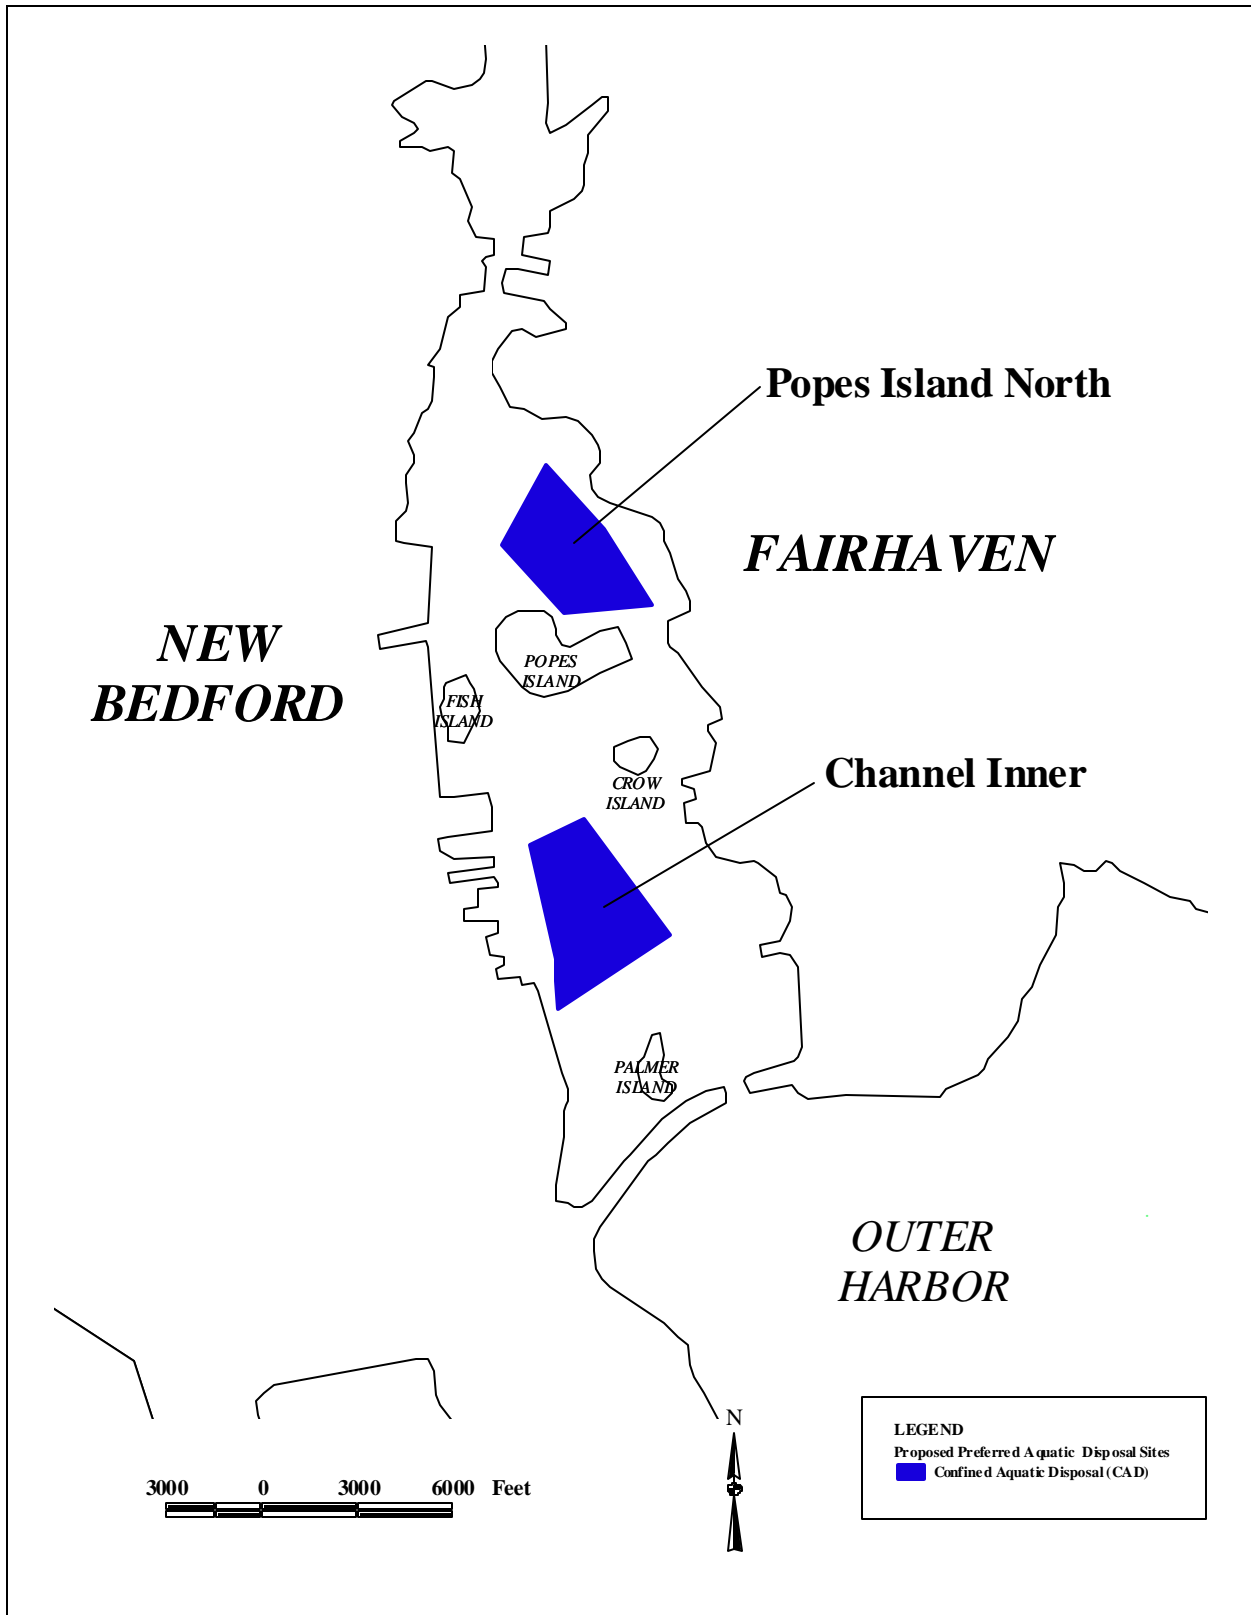 Popes Island North
FAIRHAVEN
NEW
BEDFORD
POPES
ISLAND
FISH
ISLAND
Channel Inner
CROW
ISLAND
PALMER
ISLAND
OUTER
HARBOR
N
LEGEND
Proposed Preferred Aquatic Disposal Sites
Confined Aquatic Disposal (CAD)
3000 0 3000 6000 Feet